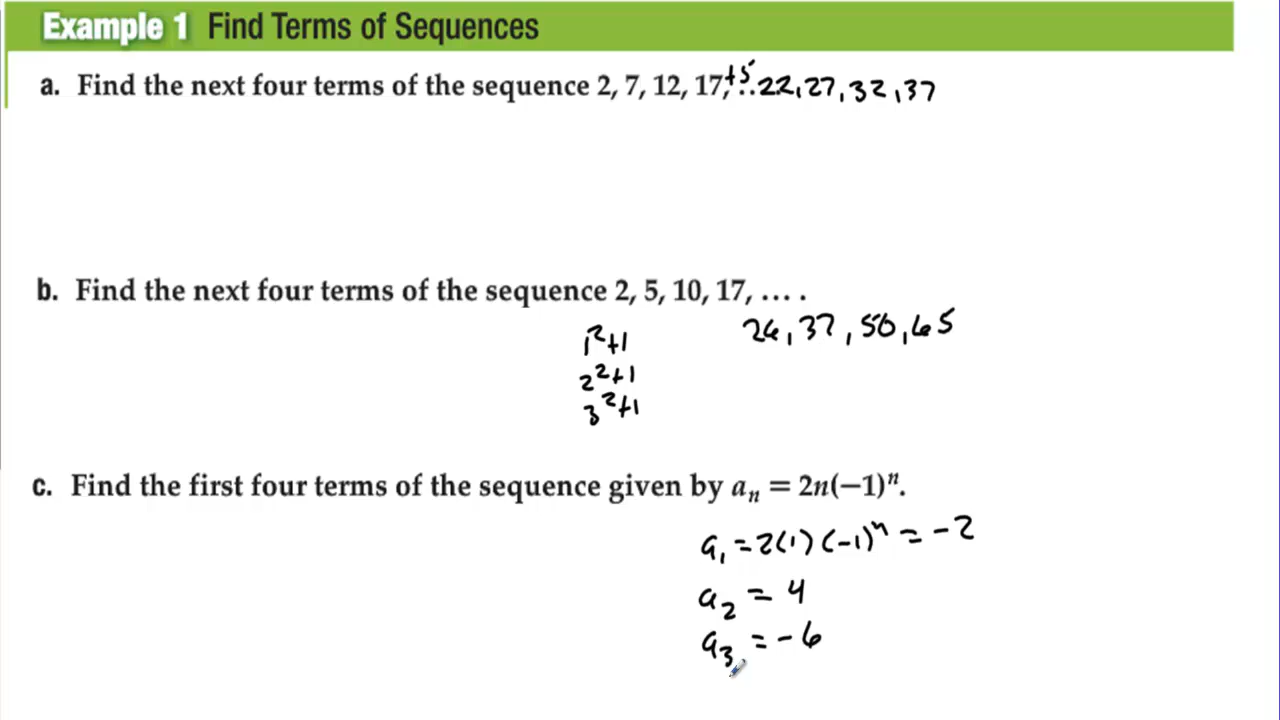 Example 1 Find Terms of Sequences
a. Find the next four terms of the sequence 2, 7, 12, 17, ... +5 22, 27, 32, 37
b. Find the next four terms of the sequence 2, 5, 10, 17, ... .
26, 37, 50, 65
1²+1
2²+1
3²+1
c. Find the first four terms of the sequence given by aₙ = 2n(−1)ⁿ.
a₁ = 2(1)(-1)ⁿ = -2
a₂ = 4
a₃ = -6